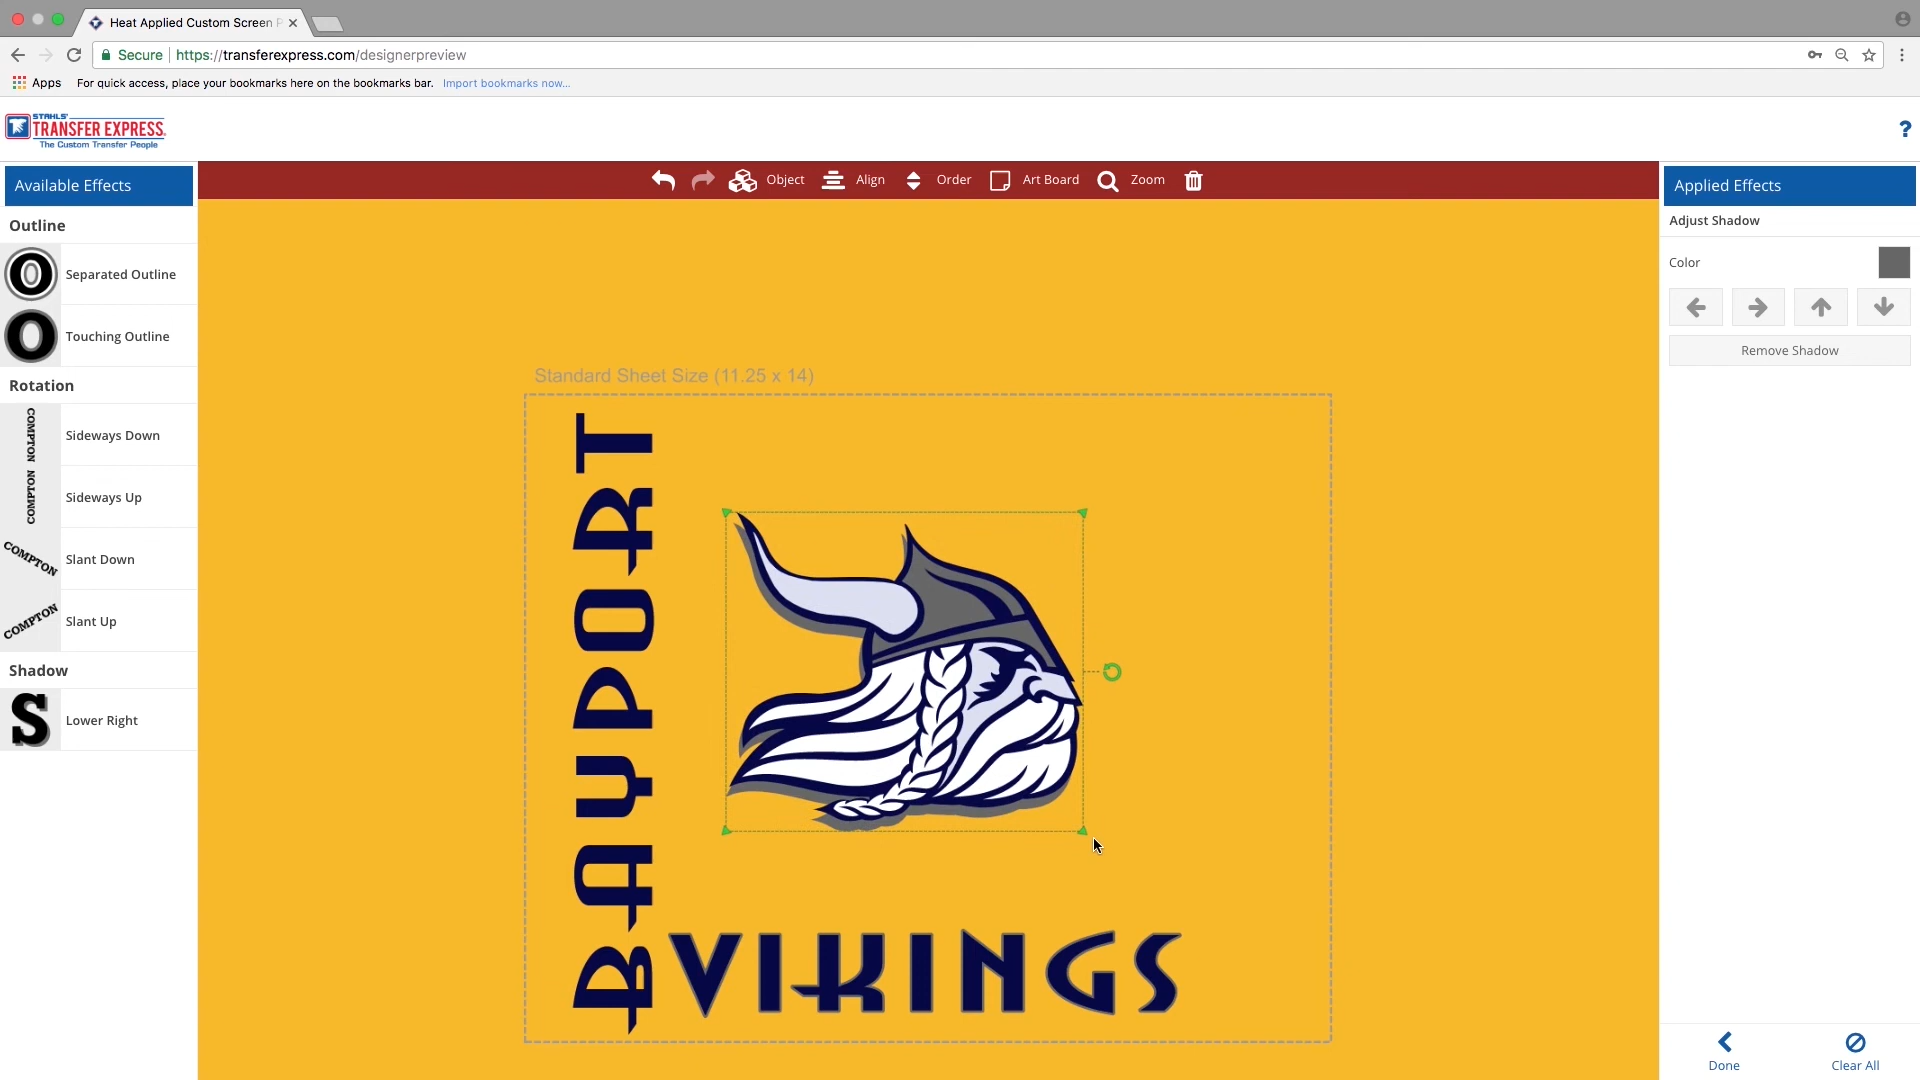 Heat Applied Custom Screen P
Secure https://transferexpress.com/designerpreview
Apps For quick access, place your bookmarks here on the bookmarks bar. Import bookmarks now...
STAHLS'
TRANSFER EXPRESS.
The Custom Transfer People
?
Available Effects
Outline
O Separated Outline
O Touching Outline
Rotation
COMPTON Sideways Down
COMPTON Sideways Up
COMPTON Slant Down
COMPTON Slant Up
Shadow
S Lower Right
Object Align Order Art Board Zoom
Standard Sheet Size (11.25 x 14)
BAYPORT
VIKINGS
Applied Effects
Adjust Shadow
Color
Remove Shadow
Done Clear All